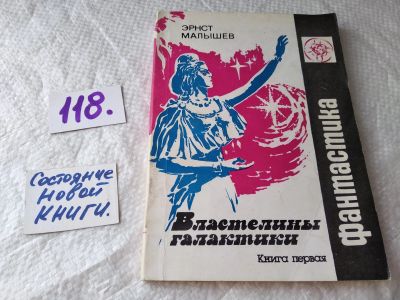 118.
Состояние
новой
книги.
ЭРНСТ
МАЛЫШЕВ
Властелины
галактики
Книга первая
фантастика